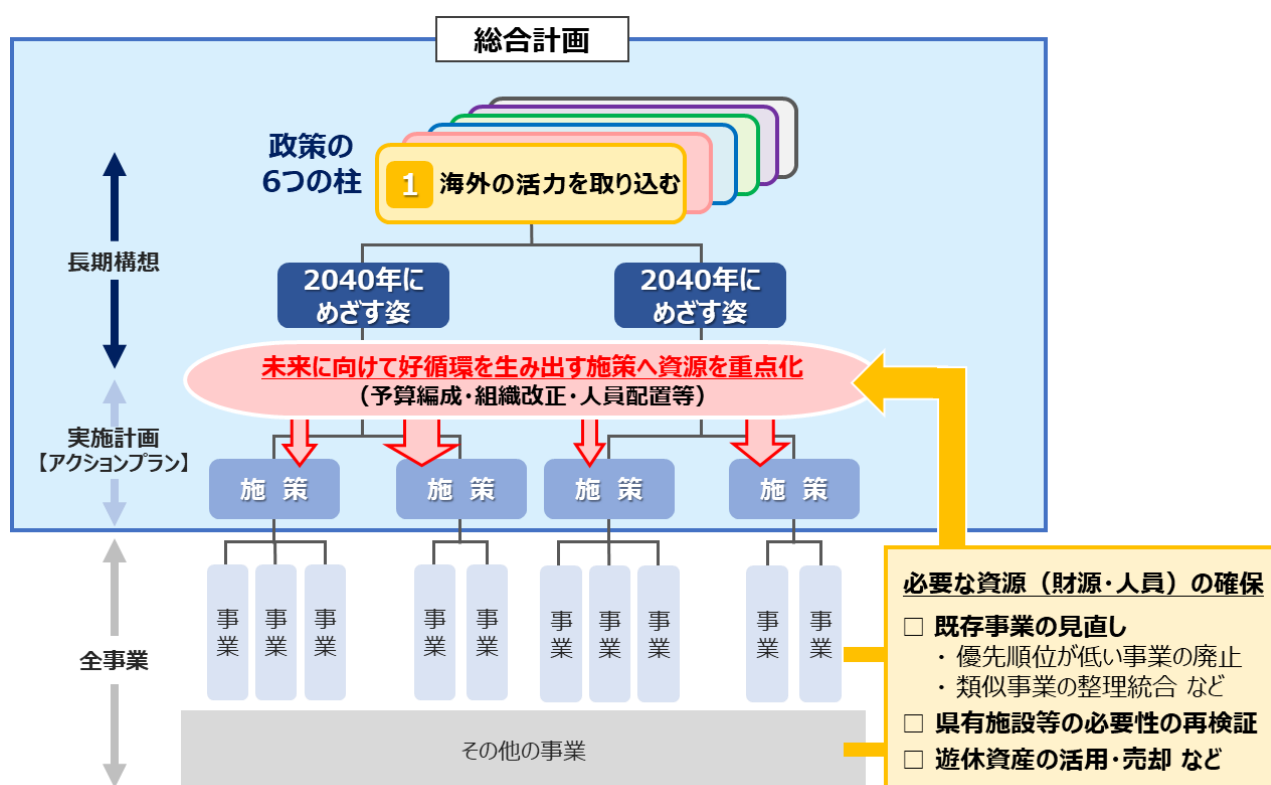 総合計画
政策の
6つの柱
1 海外の活力を取り込む
長期構想
2040年に
めざす姿
2040年に
めざす姿
未来に向けて好循環を生み出す施策へ資源を重点化
（予算編成・組織改正・人員配置等）
実施計画
【アクションプラン】
施 策
施 策
施 策
施 策
全事業
事業
事業
事業
事業
事業
事業
事業
事業
事業
事業
その他の事業
必要な資源（財源・人員）の確保
□ 既存事業の見直し
・ 優先順位が低い事業の廃止
・ 類似事業の整理統合 など
□ 県有施設等の必要性の再検証
□ 遊休資産の活用・売却 など